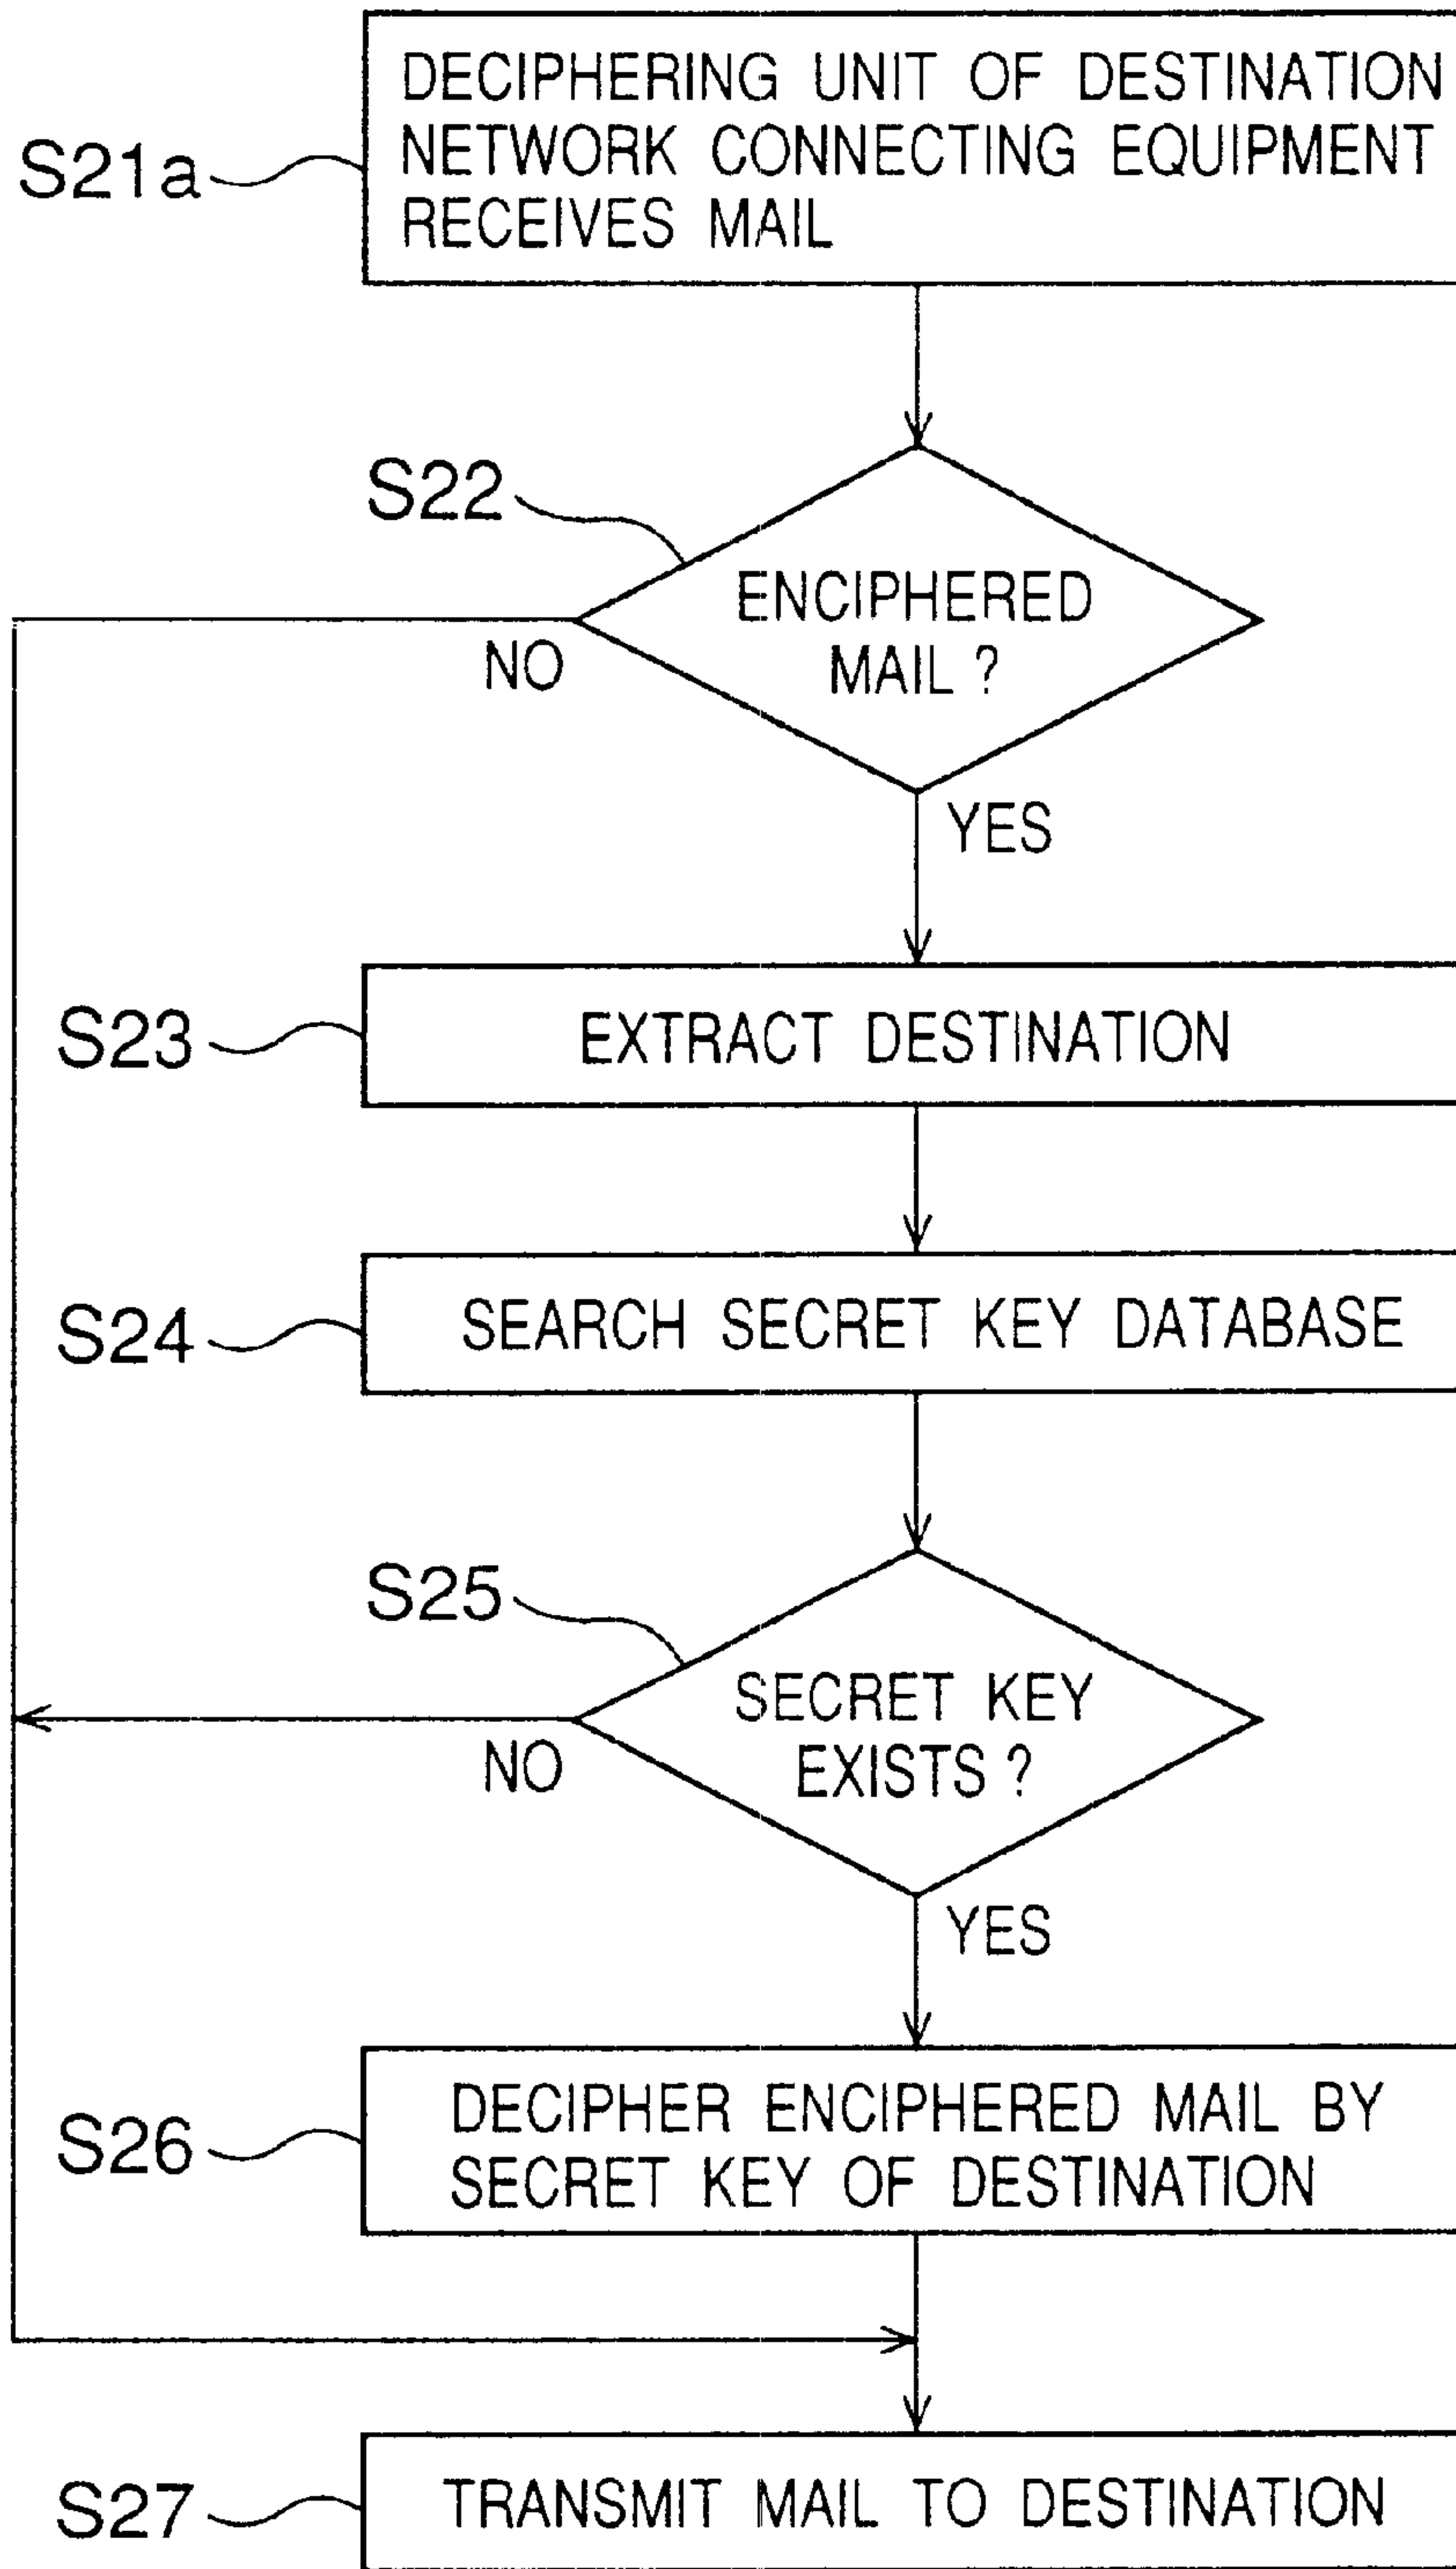 DECIPHERING UNIT OF DESTINATION
NETWORK CONNECTING EQUIPMENT
RECEIVES MAIL
S21a
S22
ENCIPHERED
MAIL ?
NO
YES
S23
EXTRACT DESTINATION
S24
SEARCH SECRET KEY DATABASE
S25
SECRET KEY
EXISTS ?
NO
YES
S26
DECIPHER ENCIPHERED MAIL BY
SECRET KEY OF DESTINATION
S27
TRANSMIT MAIL TO DESTINATION